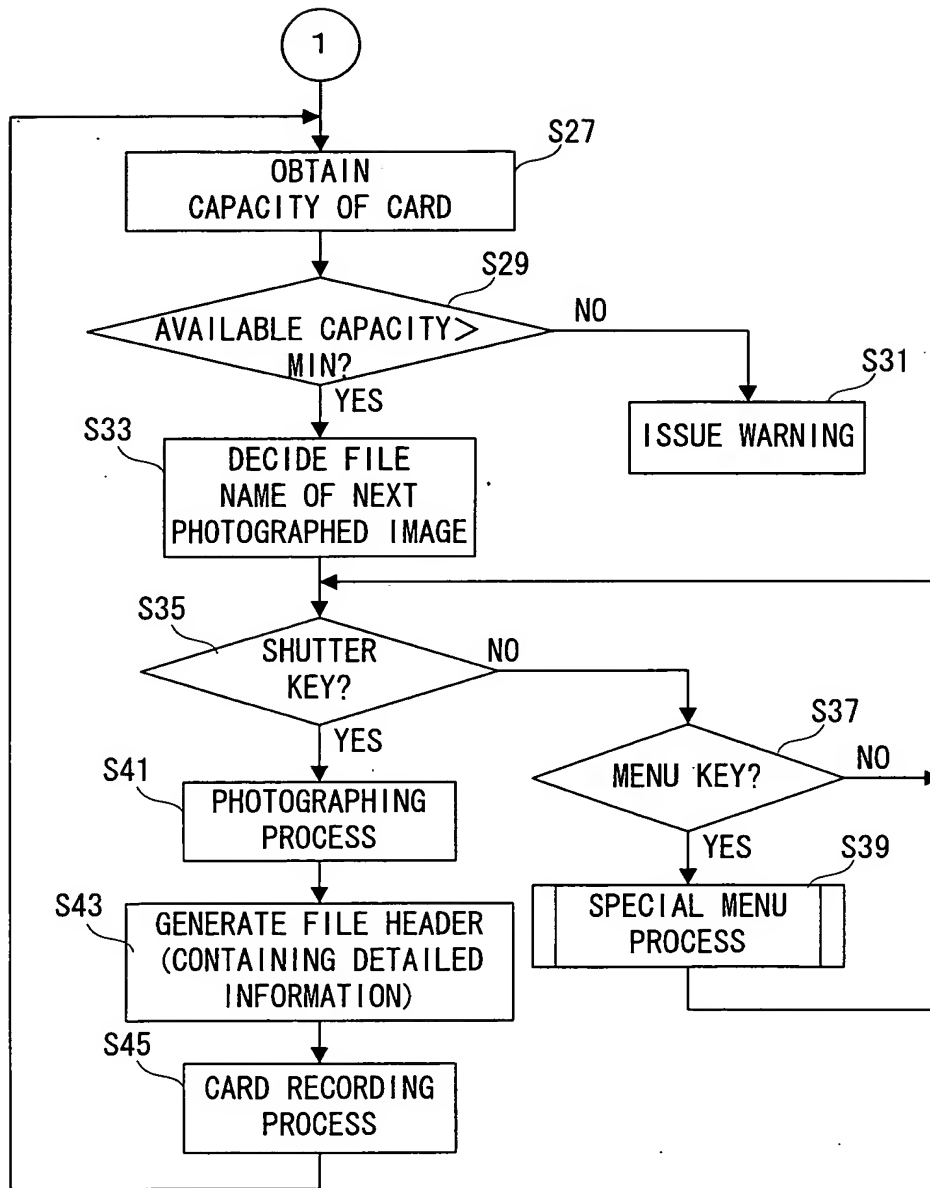 1
S27
OBTAIN
CAPACITY OF CARD
S29
AVAILABLE CAPACITY>
MIN?
NO
YES
S31
ISSUE WARNING
S33
DECIDE FILE
NAME OF NEXT
PHOTOGRAPHED IMAGE
S35
SHUTTER
KEY?
NO
YES
S37
MENU KEY?
NO
YES
S39
SPECIAL MENU
PROCESS
S41
PHOTOGRAPHING
PROCESS
S43
GENERATE FILE HEADER
(CONTAINING DETAILED
INFORMATION)
S45
CARD RECORDING
PROCESS